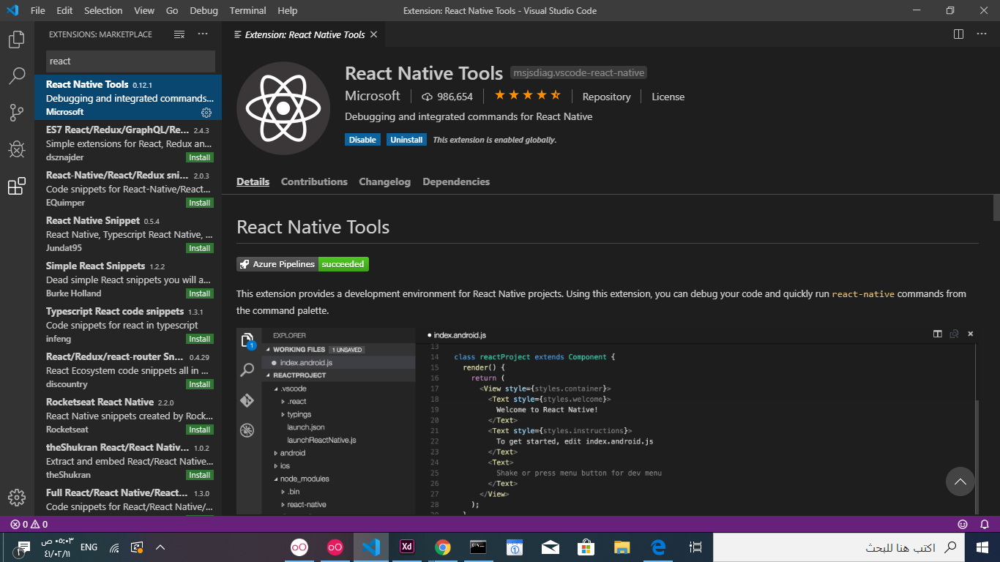 File Edit Selection View Go Debug Terminal Help
Extension: React Native Tools - Visual Studio Code
EXTENSIONS: MARKETPLACE
react
React Native Tools 0.12.1
Debugging and integrated commands...
Microsoft
ES7 React/Redux/GraphQL/Re... 2.4.3
Simple extensions for React, Redux an...
dsznajder Install
React-Native/React/Redux sni... 2.0.3
Code snippets for React-Native/React...
EQuimper Install
React Native Snippet 0.5.4
React Native, Typescript React Native, ...
Jundat95 Install
Simple React Snippets 1.2.2
Dead simple React snippets you will a...
Burke Holland Install
Typescript React code snippets 1.3.1
Code snippets for react in typescript
infeng Install
React/Redux/react-router Sn... 0.4.29
React Ecosystem code snippets all in ...
discountry Install
Rocketseat React Native 2.2.0
React Native snippets created by Rock...
Rocketseat Install
theShukran React/React Nativ... 1.0.2
Extract and embed React/React Native...
theShukran Install
Full React/React Native/React... 1.3.0
Code snippets for React/React Native/...
Extension: React Native Tools
React Native Tools msjsdiag.vscode-react-native
Microsoft 986,654 Repository License
Debugging and integrated commands for React Native
Disable Uninstall This extension is enabled globally.
Details Contributions Changelog Dependencies
React Native Tools
Azure Pipelines succeeded
This extension provides a development environment for React Native projects. Using this extension, you can debug your code and quickly run react-native commands from
the command palette.
EXPLORER
WORKING FILES 1 UNSAVED
1
index.android.js
REACTPROJECT
.vscode
.react
typings
launch.json
launchReactNative.js
android
ios
node_modules
.bin
react-native
index.android.js
13
14 class reactProject extends Component {
15 render() {
16 return (
17 <View style={styles.container}>
18 <Text style={styles.welcome}>
19 Welcome to React Native!
20 </Text>
21 <Text style={styles.instructions}>
22 To get started, edit index.android.js
23 </Text>
24 <Text>
25 Shake or press menu button for dev menu
26 </Text>
27 </View>
28 );
0 0
١
٠٥:٠٣ ص
٤١/٠٢/١١
ENG
Xd
1
اكتب هنا للبحث